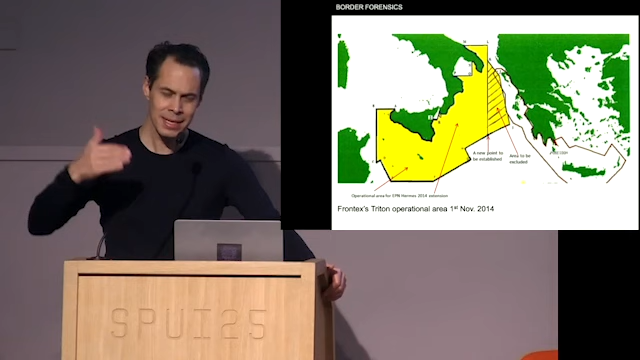 BORDER FORENSICS
A new point to
be established
Area to be
excluded
Operational area for EPN Hermes 2014 extension
Frontex's Triton operational area 1st Nov. 2014
SPUI25